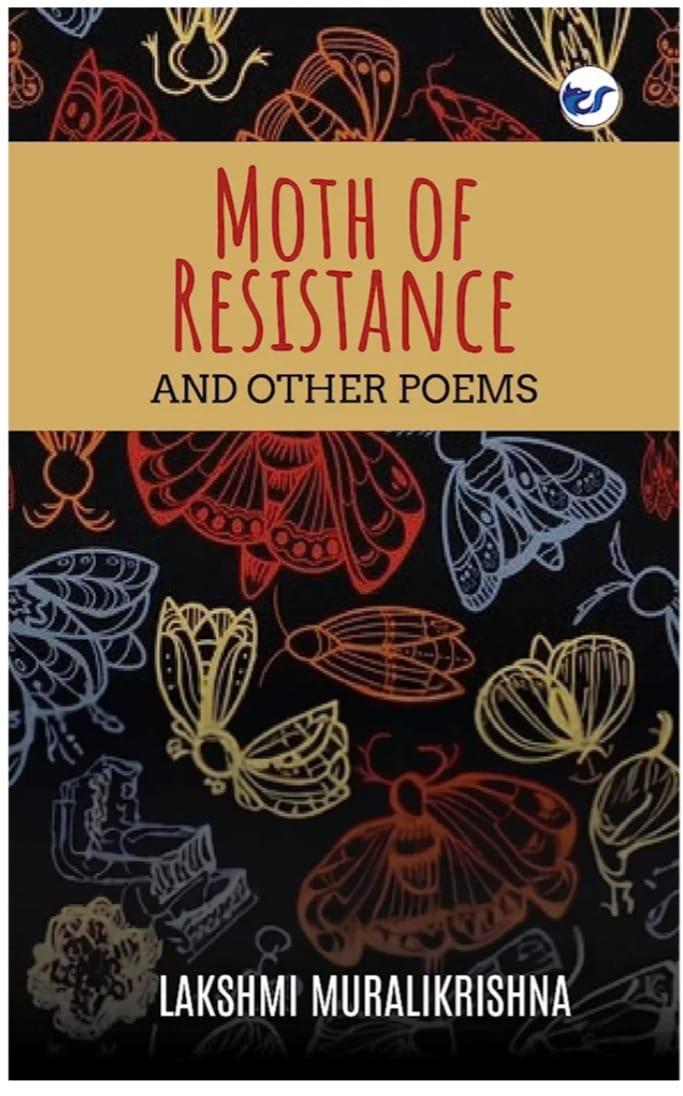 MOTH OF
RESISTANCE
AND OTHER POEMS
LAKSHMI MURALIKRISHNA